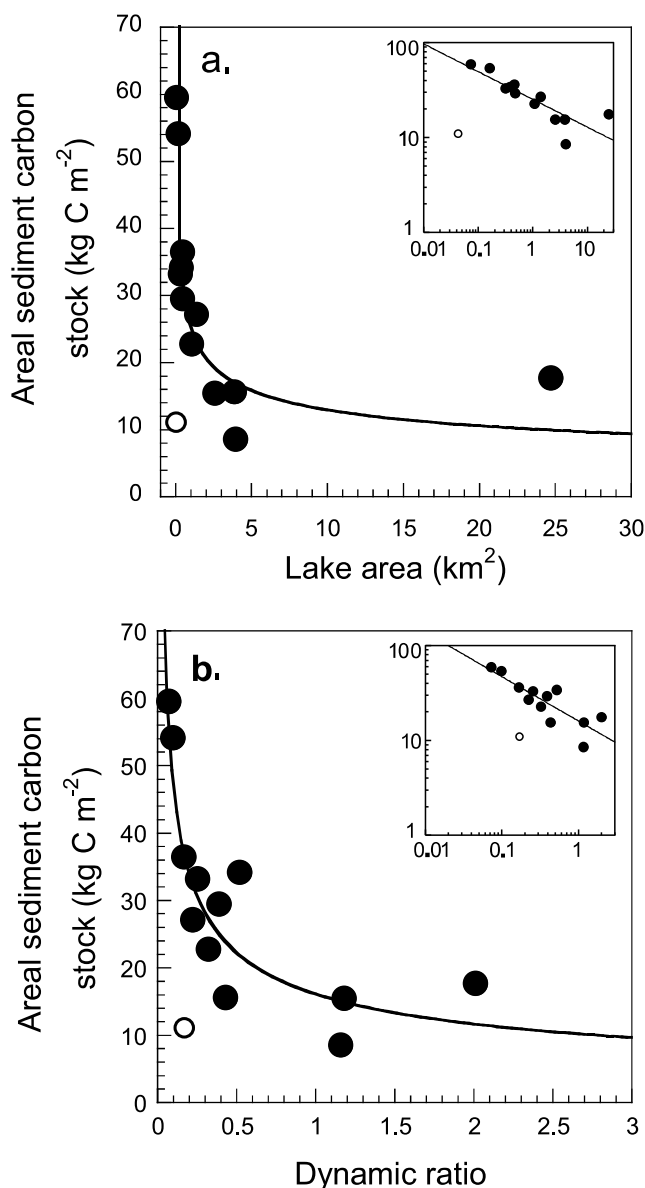 70
60
50
40
30
20
10
0
Areal sediment carbon
stock (kg C m-2)
a.
100
10
1
0.01 0.1 1 10
0 5 10 15 20 25 30
Lake area (km2)
70
60
50
40
30
20
10
0
Areal sediment carbon
stock (kg C m-2)
b.
100
10
1
0.01 0.1 1
0 0.5 1 1.5 2 2.5 3
Dynamic ratio